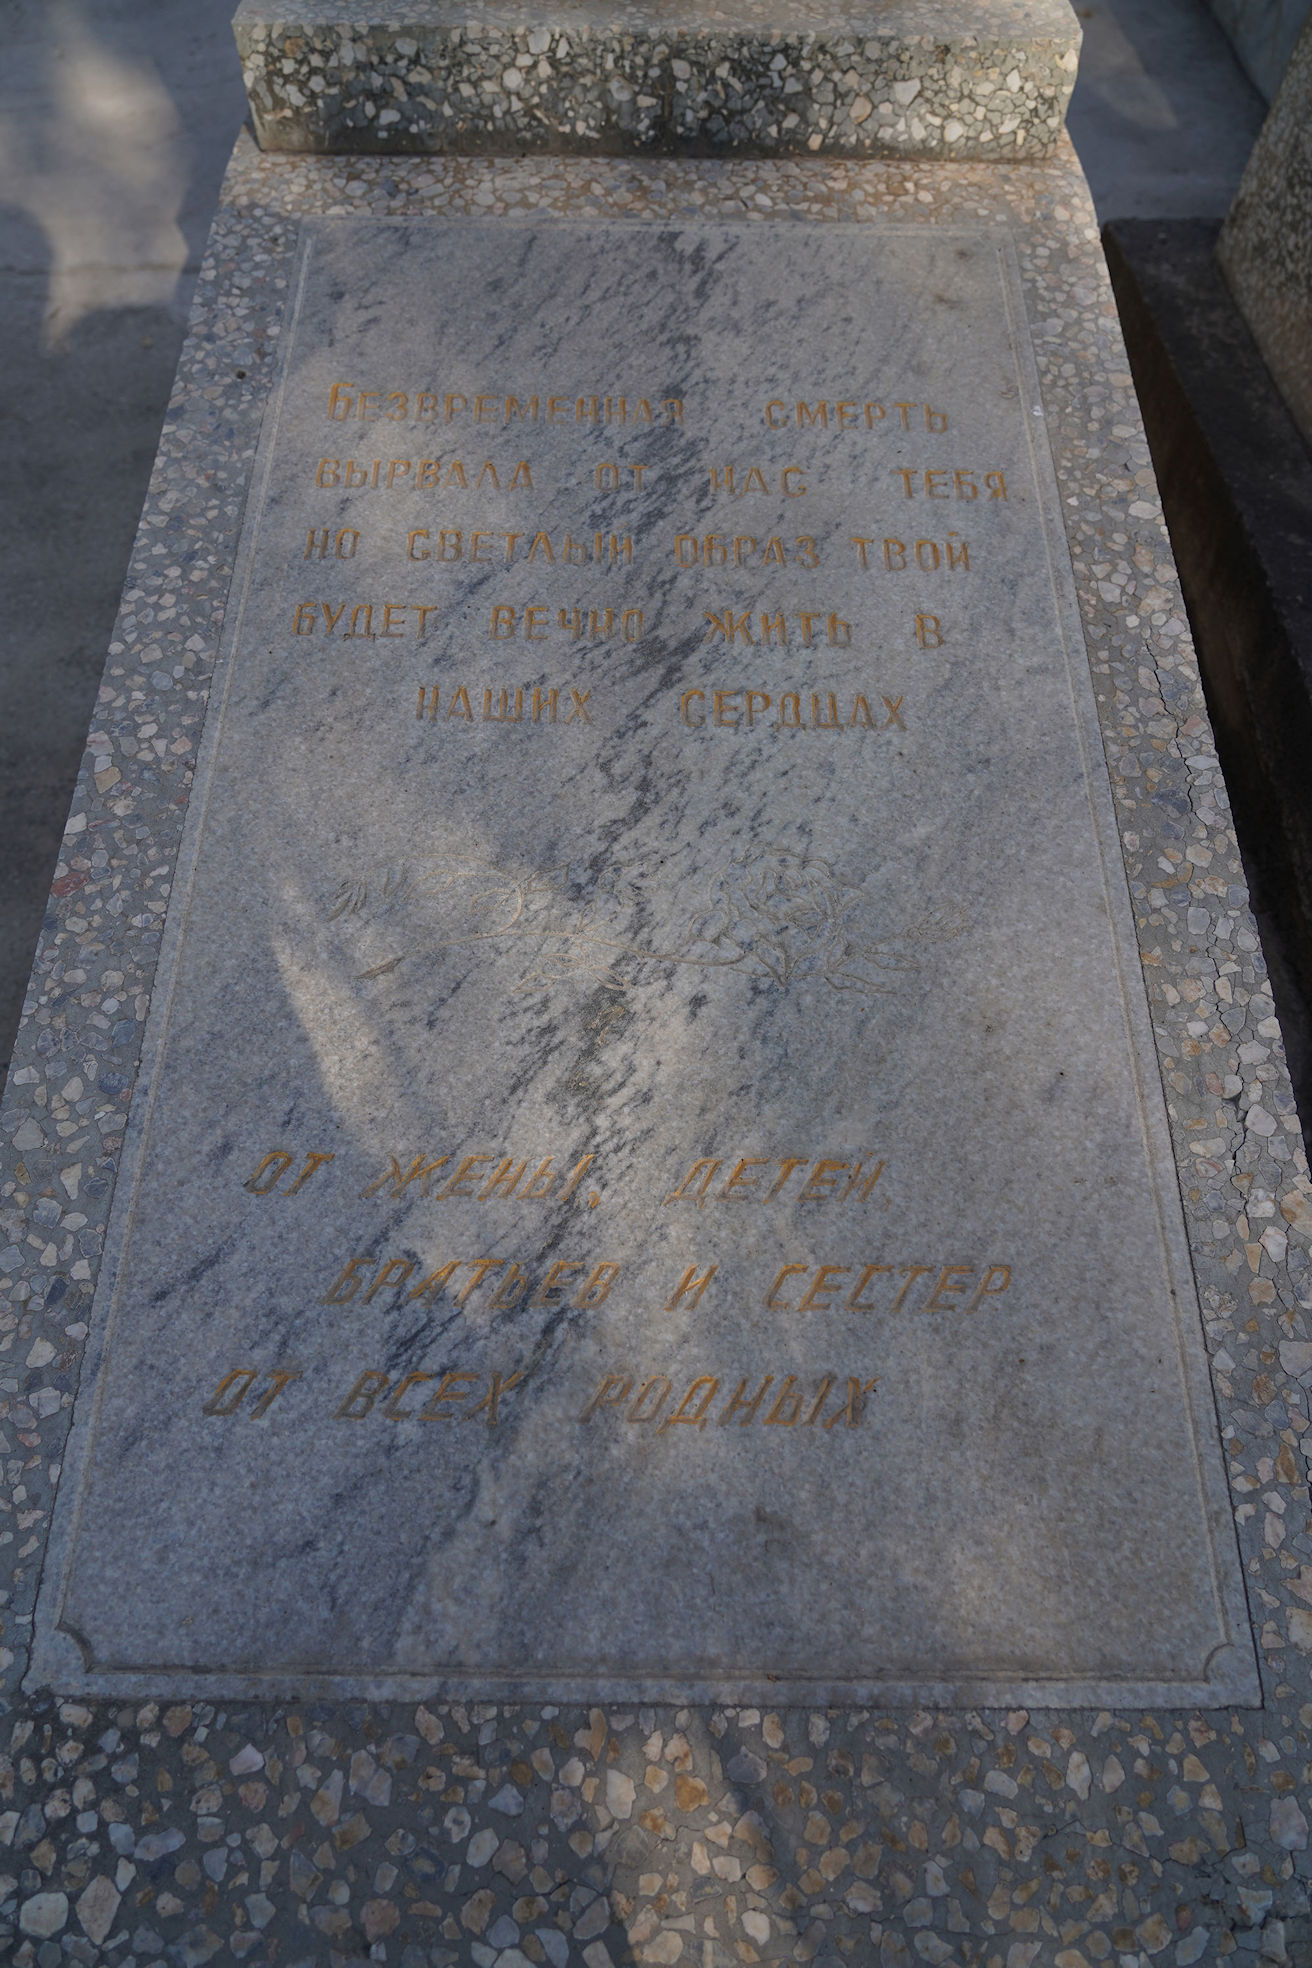 Безвременная смерть
вырвала от нас тебя
но светлый образ твой
будет вечно жить в
наших сердцах
от жены, детей,
братьев и сестер
от всех родных